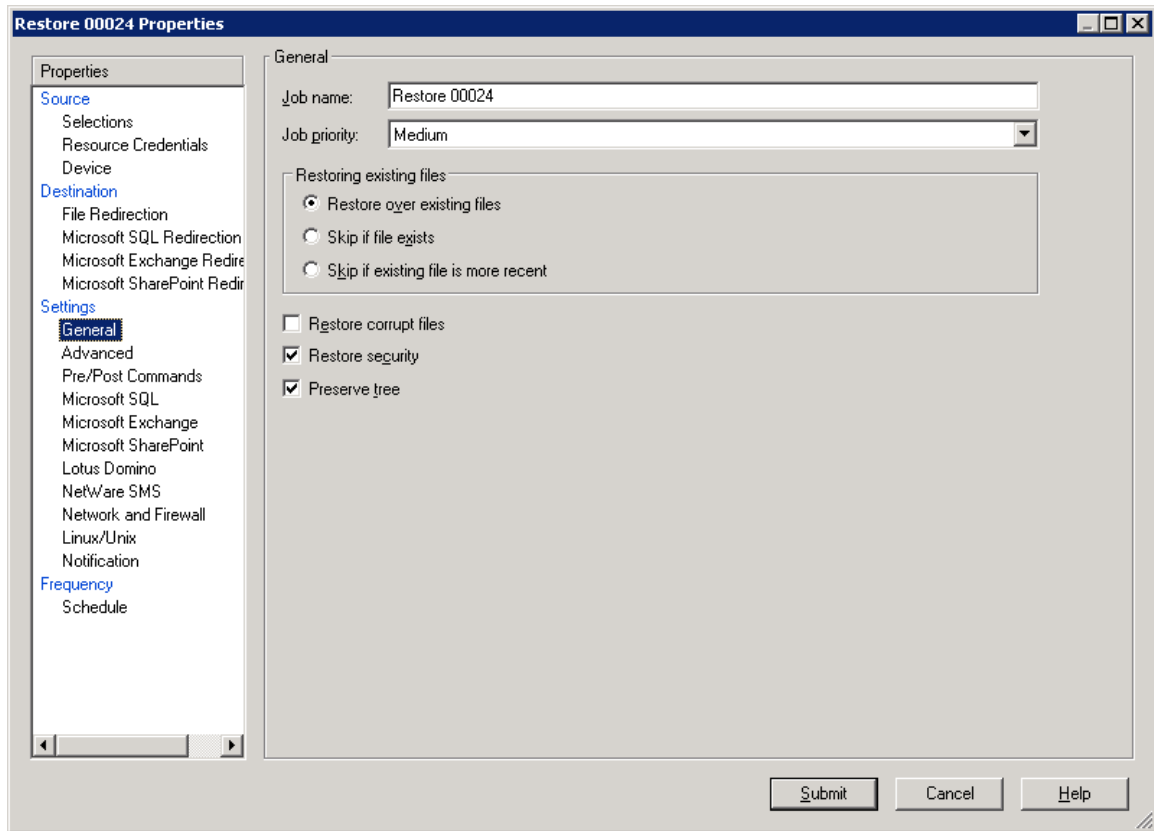 Restore 00024 Properties
Properties
Source
Selections
Resource Credentials
Device
Destination
File Redirection
Microsoft SQL Redirection
Microsoft Exchange Redire
Microsoft SharePoint Redir
Settings
General
Advanced
Pre/Post Commands
Microsoft SQL
Microsoft Exchange
Microsoft SharePoint
Lotus Domino
NetWare SMS
Network and Firewall
Linux/Unix
Notification
Frequency
Schedule
General
Job name: Restore 00024
Job priority: Medium
Restoring existing files
Restore over existing files
Skip if file exists
Skip if existing file is more recent
Restore corrupt files
Restore security
Preserve tree
Submit Cancel Help